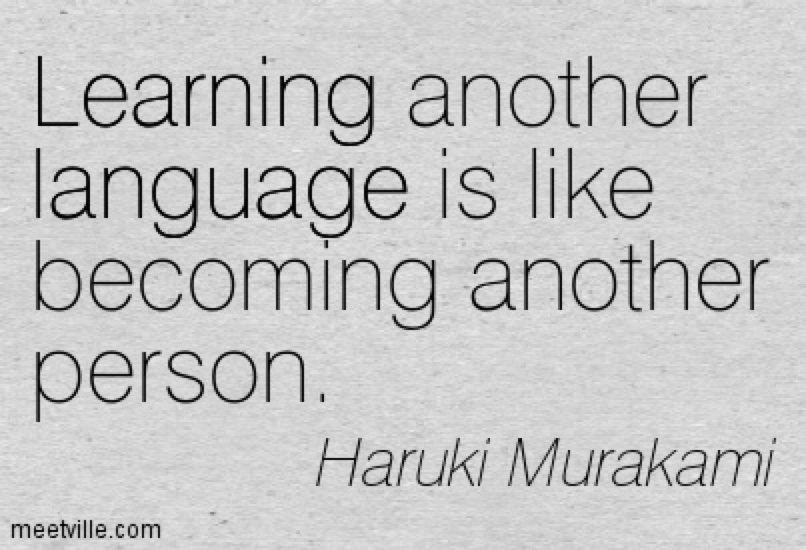 Learning another
language is like
becoming another
person.
Haruki Murakami
meetville.com